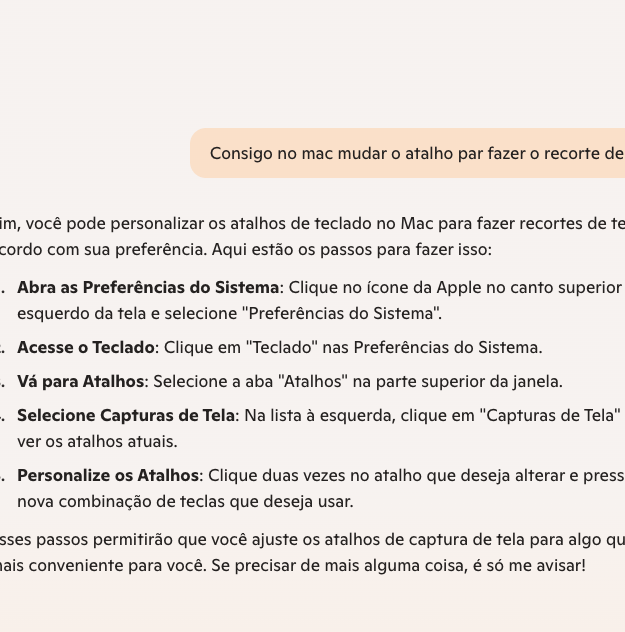 Consigo no mac mudar o atalho par fazer o recorte de
im, você pode personalizar os atalhos de teclado no Mac para fazer recortes de te
cordo com sua preferência. Aqui estão os passos para fazer isso:
. Abra as Preferências do Sistema: Clique no ícone da Apple no canto superior
esquerdo da tela e selecione "Preferências do Sistema".
. Acesse o Teclado: Clique em "Teclado" nas Preferências do Sistema.
. Vá para Atalhos: Selecione a aba "Atalhos" na parte superior da janela.
. Selecione Capturas de Tela: Na lista à esquerda, clique em "Capturas de Tela"
ver os atalhos atuais.
. Personalize os Atalhos: Clique duas vezes no atalho que deseja alterar e press
nova combinação de teclas que deseja usar.
sses passos permitirão que você ajuste os atalhos de captura de tela para algo qu
nais conveniente para você. Se precisar de mais alguma coisa, é só me avisar!